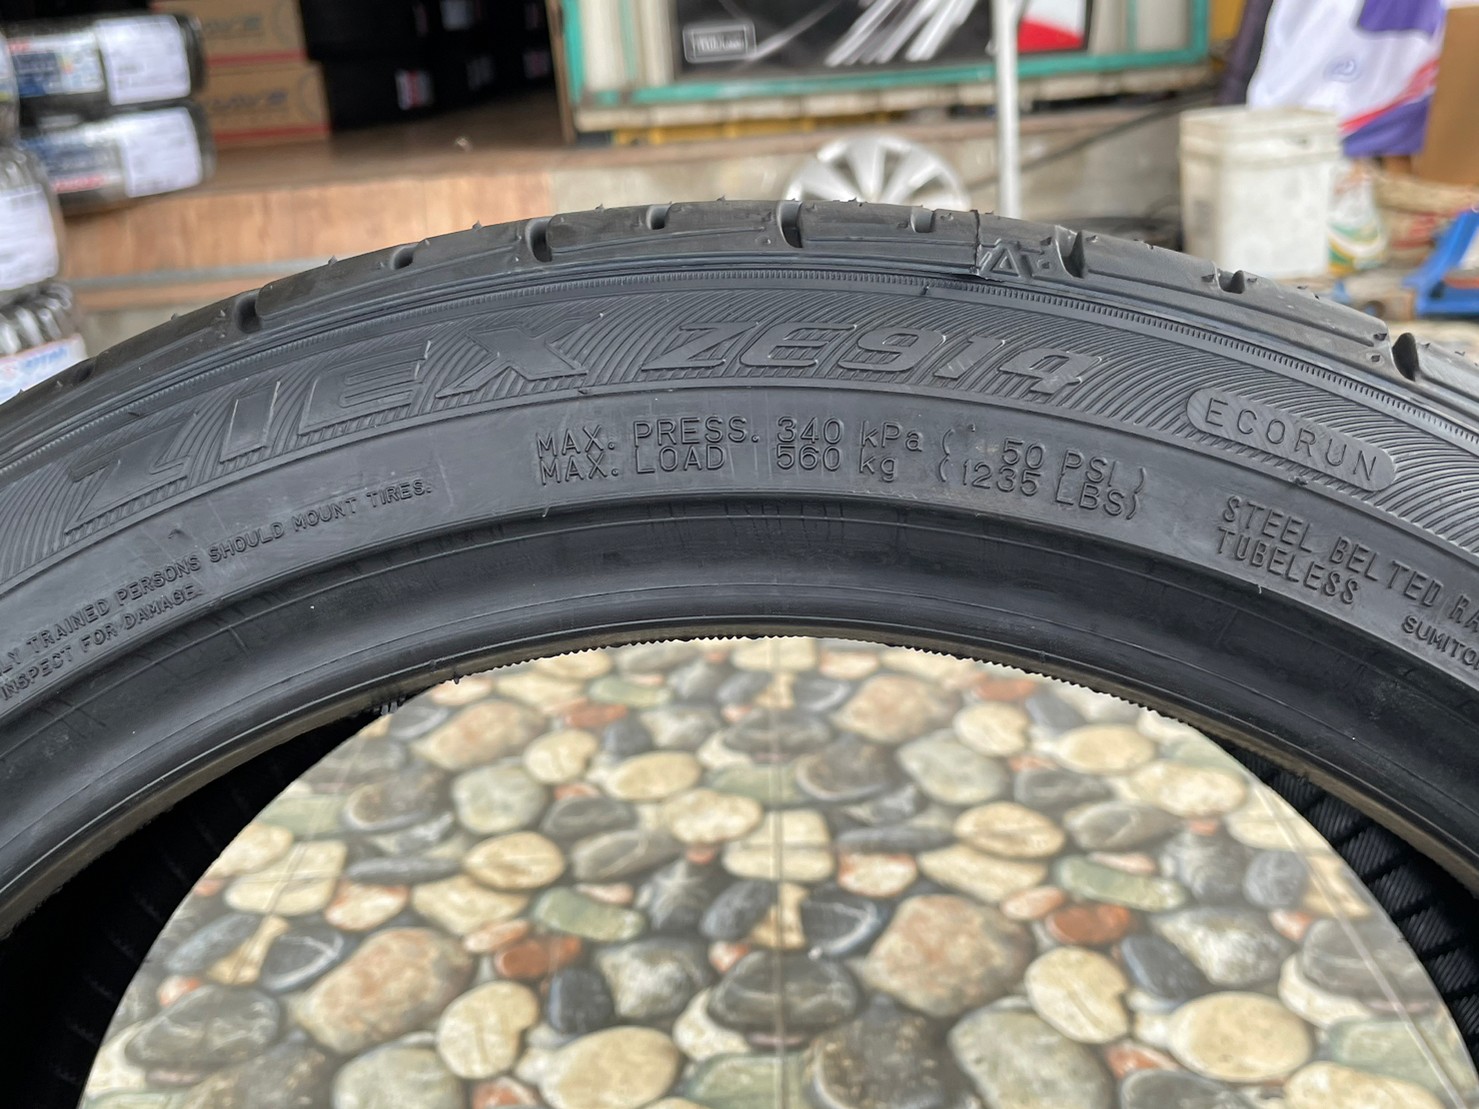 ZIEX ZE914
ECORUN
MAX. PRESS. 340 kPa ( 50 PSI )
MAX. LOAD 560 kg (1235 LBS)
TRAINED PERSONS SHOULD MOUNT TIRES.
INSPECT FOR DAMAGE.
STEEL BELTED
TUBELESS